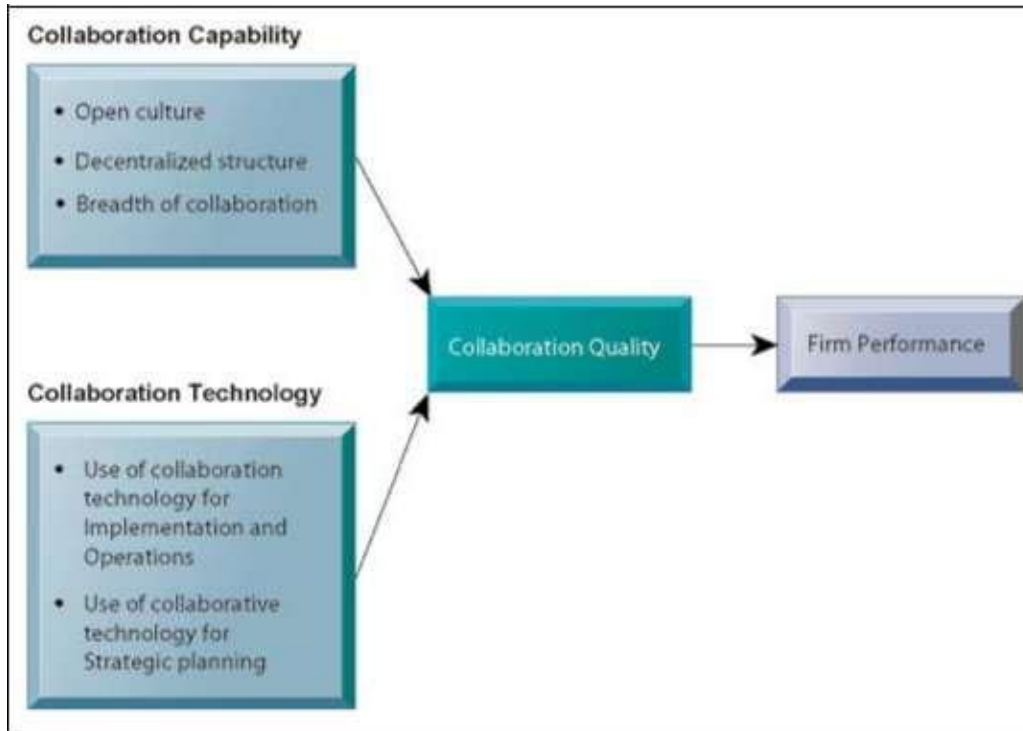 Collaboration Capability
• Open culture
• Decentralized structure
• Breadth of collaboration
Collaboration Quality
Firm Performance
Collaboration Technology
• Use of collaboration
technology for
Implementation and
Operations
• Use of collaborative
technology for
Strategic planning